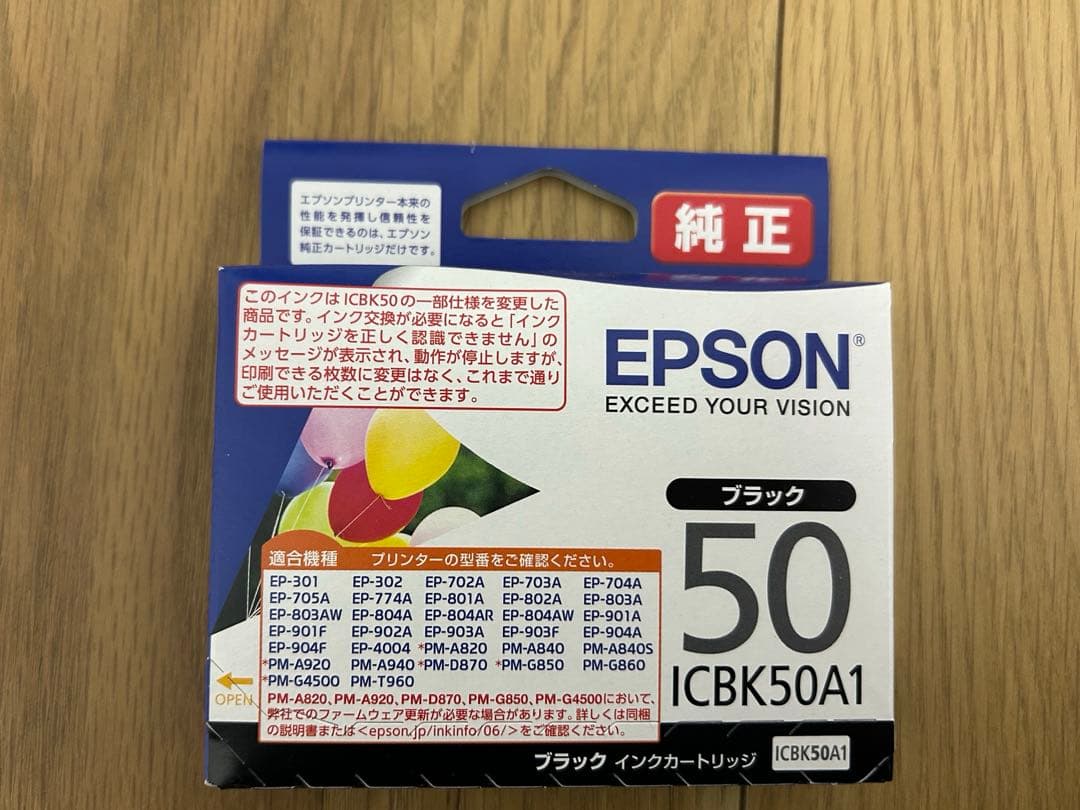 エプソンプリンター本来の
性能を発揮し信頼性を
保証できるのは、エプソン
純正カートリッジだけです。
純正
このインクはICBK50の一部仕様を変更した
商品です。インク交換が必要になると「インク
カートリッジを正しく認識できません」の
メッセージが表示され、動作が停止しますが、
印刷できる枚数に変更はなく、これまで通り
ご使用いただくことができます。
EPSON®
EXCEED YOUR VISION
ブラック
50
ICBK50A1
適合機種 プリンターの型番をご確認ください。
EP-301 EP-302 EP-702A EP-703A EP-704A
EP-705A EP-774A EP-801A EP-802A EP-803A
EP-803AW EP-804A EP-804AR EP-804AW EP-901A
EP-901F EP-902A EP-903A EP-903F EP-904A
EP-904F EP-4004 *PM-A820 PM-A840 PM-A840S
*PM-A920 PM-A940 *PM-D870 *PM-G850 PM-G860
*PM-G4500 PM-T960
PM-A820、PM-A920、PM-D870、PM-G850、PM-G4500において、
弊社でのファームウェア更新が必要な場合があります。詳しくは同梱
の説明書または<epson.jp/inkinfo/06/>をご確認ください。
OPEN
ブラック インクカートリッジ ICBK50A1